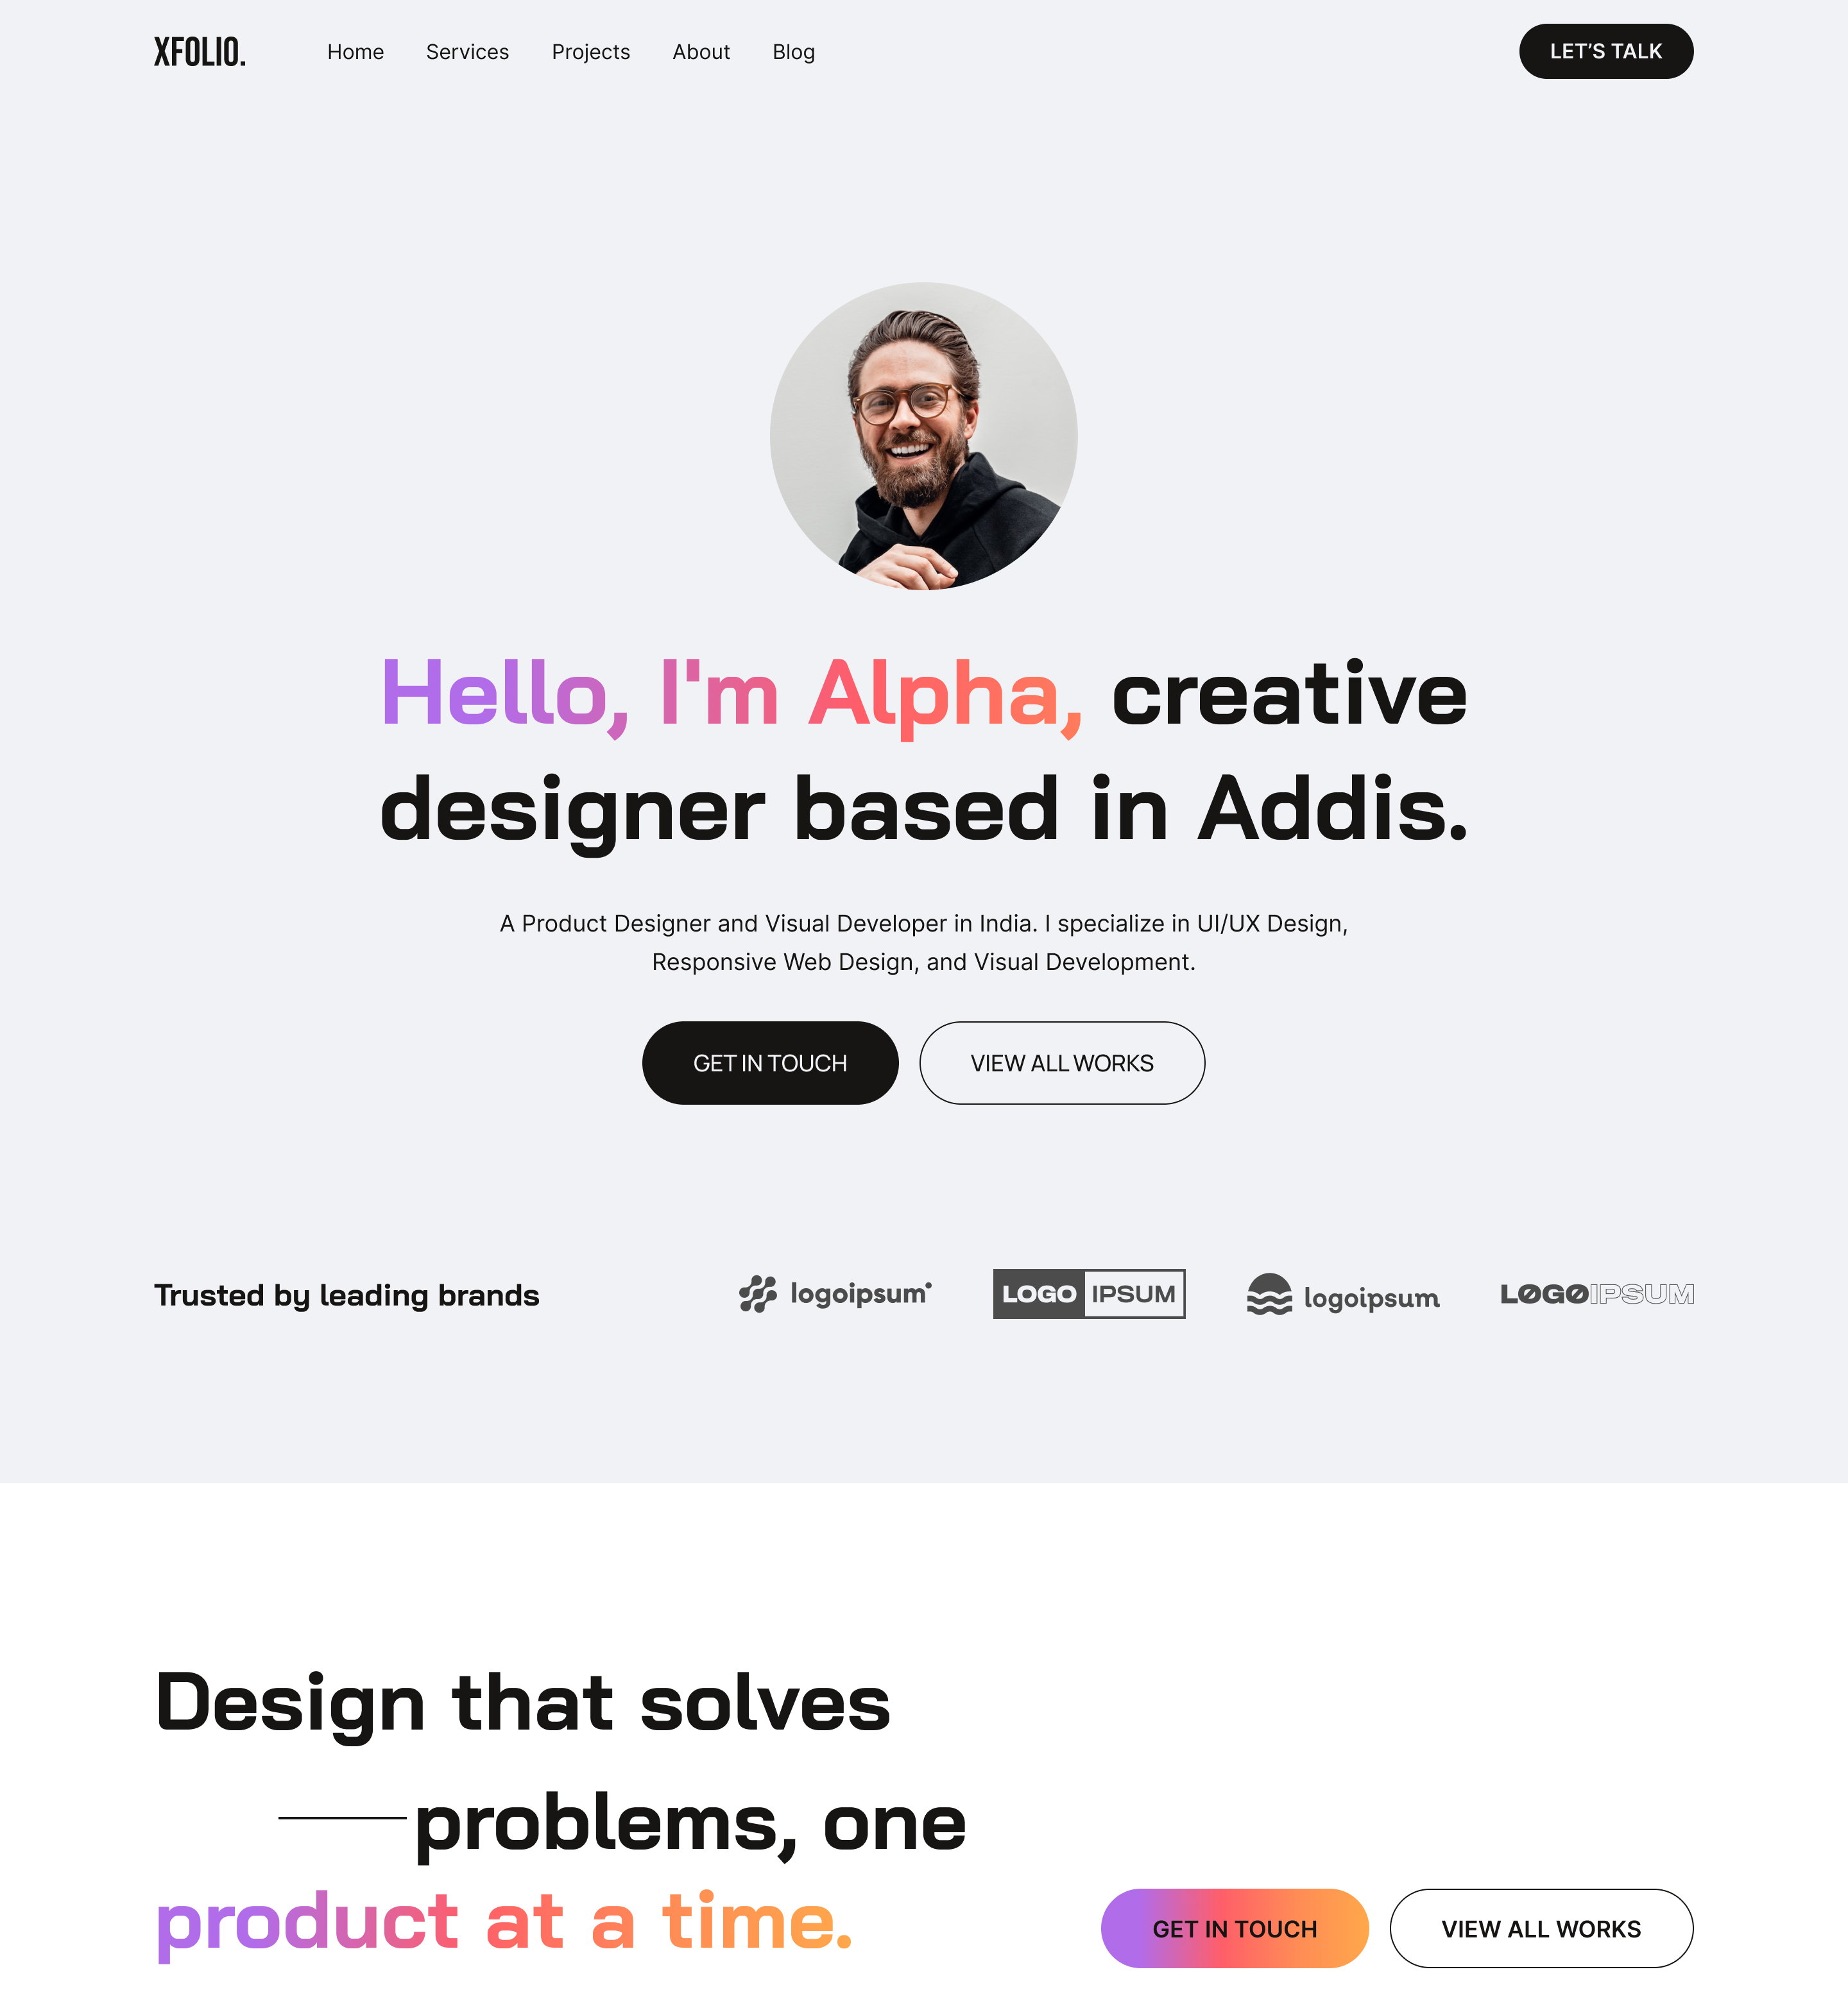 XFOLIO.
Home Services Projects About Blog
LET’S TALK
Hello, I'm Alpha, creative
designer based in Addis.
A Product Designer and Visual Developer in India. I specialize in UI/UX Design,
Responsive Web Design, and Visual Development.
GET IN TOUCH
VIEW ALL WORKS
Trusted by leading brands
logoipsum
LOGO IPSUM
logoipsum
LØGØIPSUM
Design that solves
problems, one
product at a time.
GET IN TOUCH
VIEW ALL WORKS